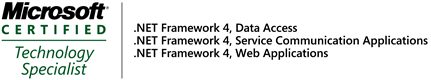 Microsoft
CERTIFIED
Technology
Specialist
.NET Framework 4, Data Access
.NET Framework 4, Service Communication Applications
.NET Framework 4, Web Applications